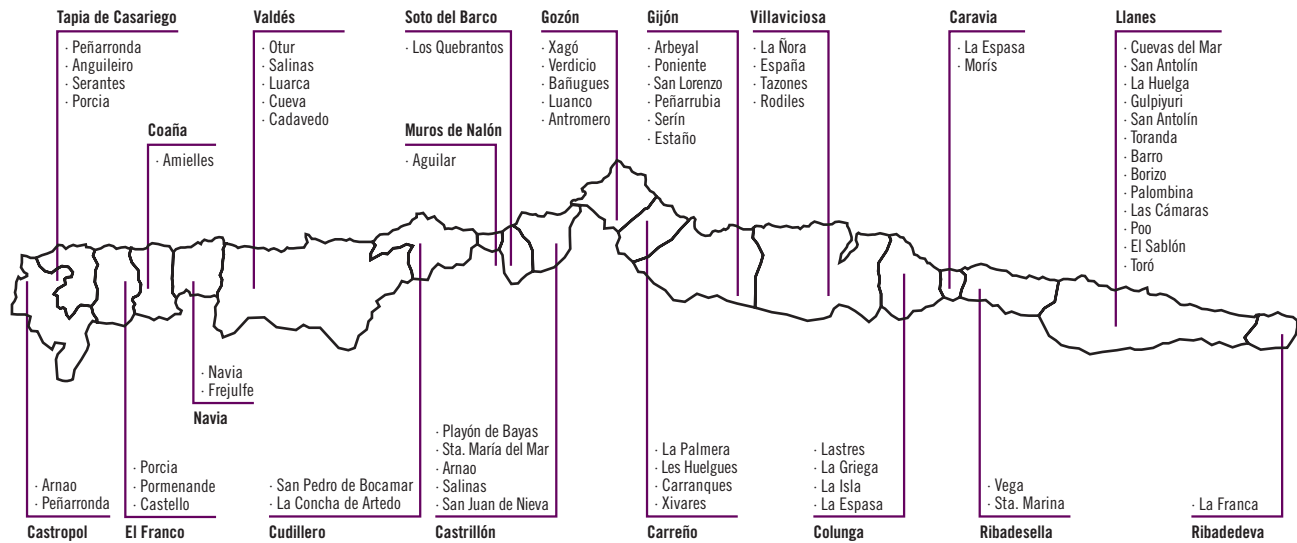 Tapia de Casariego
· Peñarronda
· Anguileiro
· Serantes
· Porcia
Coaña
· Amielles
Valdés
· Otur
· Salinas
· Luarca
· Cueva
· Cadavedo
Soto del Barco
· Los Quebrantos
Muros de Nalón
· Aguilar
Gozón
· Xagó
· Verdicio
· Bañugues
· Luanco
· Antromero
Gijón
· Arbeyal
· Poniente
· San Lorenzo
· Peñarrubia
· Serín
· Estaño
Villaviciosa
· La Ñora
· España
· Tazones
· Rodiles
Caravia
· La Espasa
· Morís
Llanes
· Cuevas del Mar
· San Antolín
· La Huelga
· Gulpiyuri
· San Antolín
· Toranda
· Barro
· Borizo
· Palombina
· Las Cámaras
· Poo
· El Sablón
· Toró
· Arnao
· Peñarronda
Castropol
· Porcia
· Pormenande
· Castello
El Franco
· Navia
· Frejulfe
Navia
· San Pedro de Bocamar
· La Concha de Artedo
Cudillero
· Playón de Bayas
· Sta. María del Mar
· Arnao
· Salinas
· San Juan de Nieva
Castrillón
· La Palmera
· Les Huelgues
· Carranques
· Xivares
Carreño
· Lastres
· La Griega
· La Isla
· La Espasa
Colunga
· Vega
· Sta. Marina
Ribadesella
· La Franca
Ribadedeva